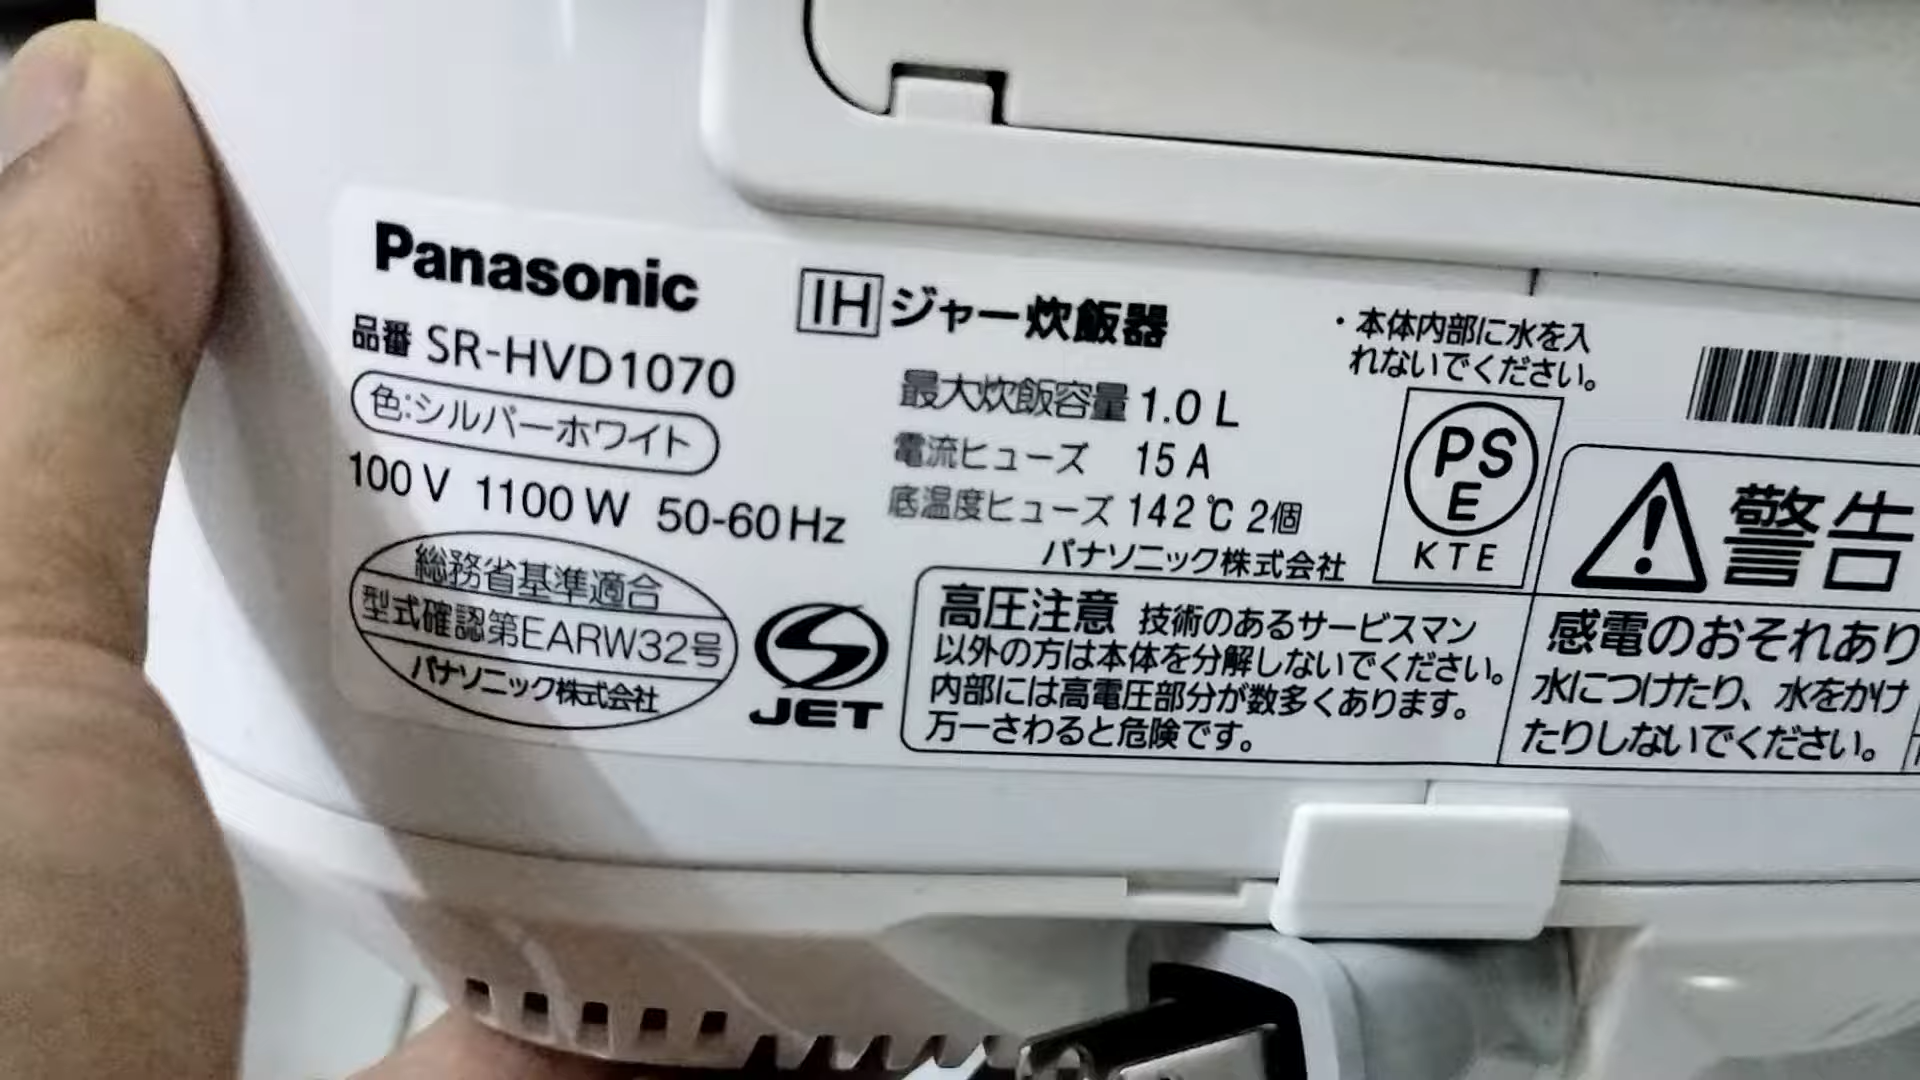 Panasonic
品番 SR-HVD1070
色:シルバーホワイト
100V 1100W 50-60Hz
総務省基準適合
型式確認第EARW32号
パナソニック株式会社
JET
IHジャー炊飯器
最大炊飯容量 1.0L
電流ヒューズ 15A
底温度ヒューズ 142℃ 2個
パナソニック株式会社
・本体内部に水を入
れないでください。
PS
E
KTE
高圧注意 技術のあるサービスマン
以外の方は本体を分解しないでください。
内部には高電圧部分が数多くあります。
万一さわると危険です。
警告
感電のおそれあり
水につけたり、水をかけ
たりしないでください。